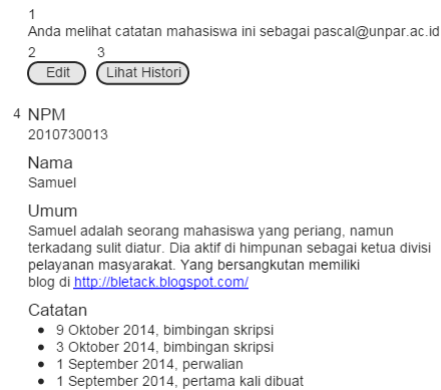 1
Anda melihat catatan mahasiswa ini sebagai pascal@unpar.ac.id
2 3
Edit Lihat Histori
4 NPM
2010730013
Nama
Samuel
Umum
Samuel adalah seorang mahasiswa yang periang, namun
terkadang sulit diatur. Dia aktif di himpunan sebagai ketua divisi
pelayanan masyarakat. Yang bersangkutan memiliki
blog di http://bletack.blogspot.com/
Catatan
• 9 Oktober 2014, bimbingan skripsi
• 3 Oktober 2014, bimbingan skripsi
• 1 September 2014, perwalian
• 1 September 2014, pertama kali dibuat